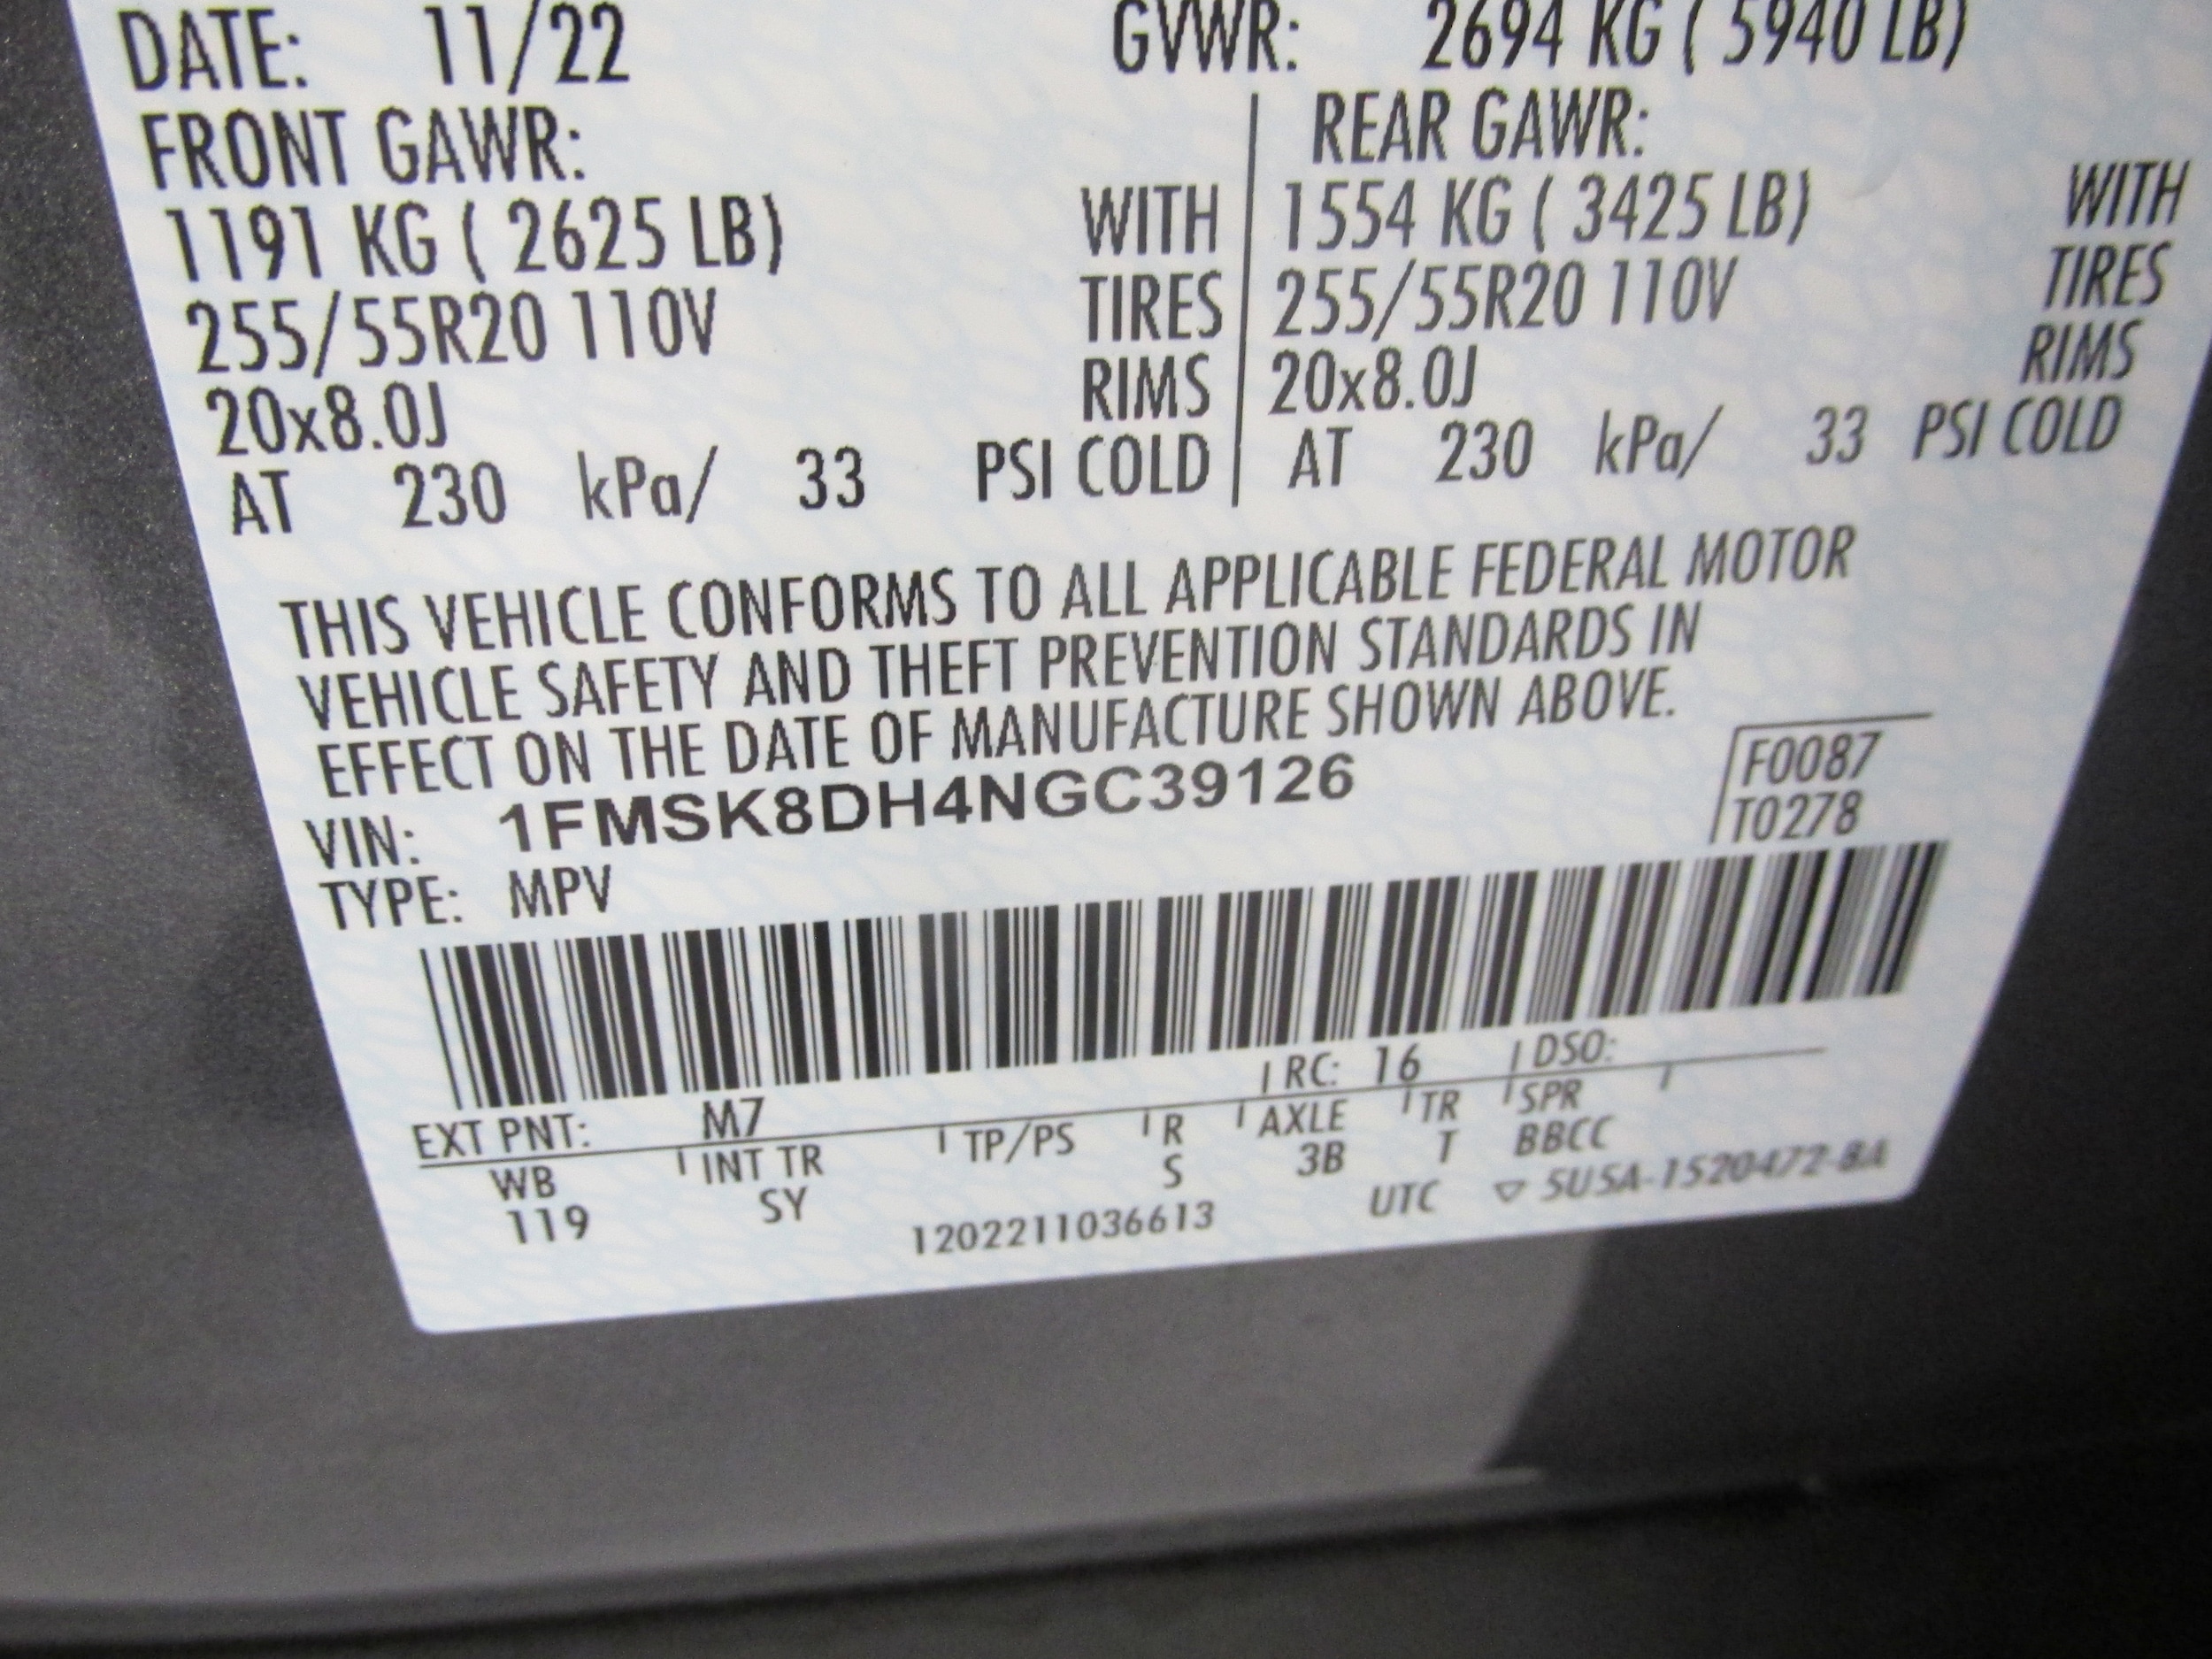 DATE: 11/22 GVWR: 2694 KG ( 5940 LB)
FRONT GAWR: REAR GAWR:
1191 KG ( 2625 LB) WITH 1554 KG ( 3425 LB) WITH
255/55R20 110V TIRES 255/55R20 110V TIRES
20x8.0J RIMS 20x8.0J RIMS
AT 230 kPa/ 33 PSI COLD AT 230 kPa/ 33 PSI COLD
THIS VEHICLE CONFORMS TO ALL APPLICABLE FEDERAL MOTOR
VEHICLE SAFETY AND THEFT PREVENTION STANDARDS IN
EFFECT ON THE DATE OF MANUFACTURE SHOWN ABOVE.
VIN: 1FMSK8DH4NGC39126 F0087
TYPE: MPV T0278
EXT PNT: M7 RC: 16 DSO:
WB INT TR TP/PS R AXLE TR SPR
119 SY S 3B T BBCC
1202211036613 UTC ▽ 5U5A-1520472-BA